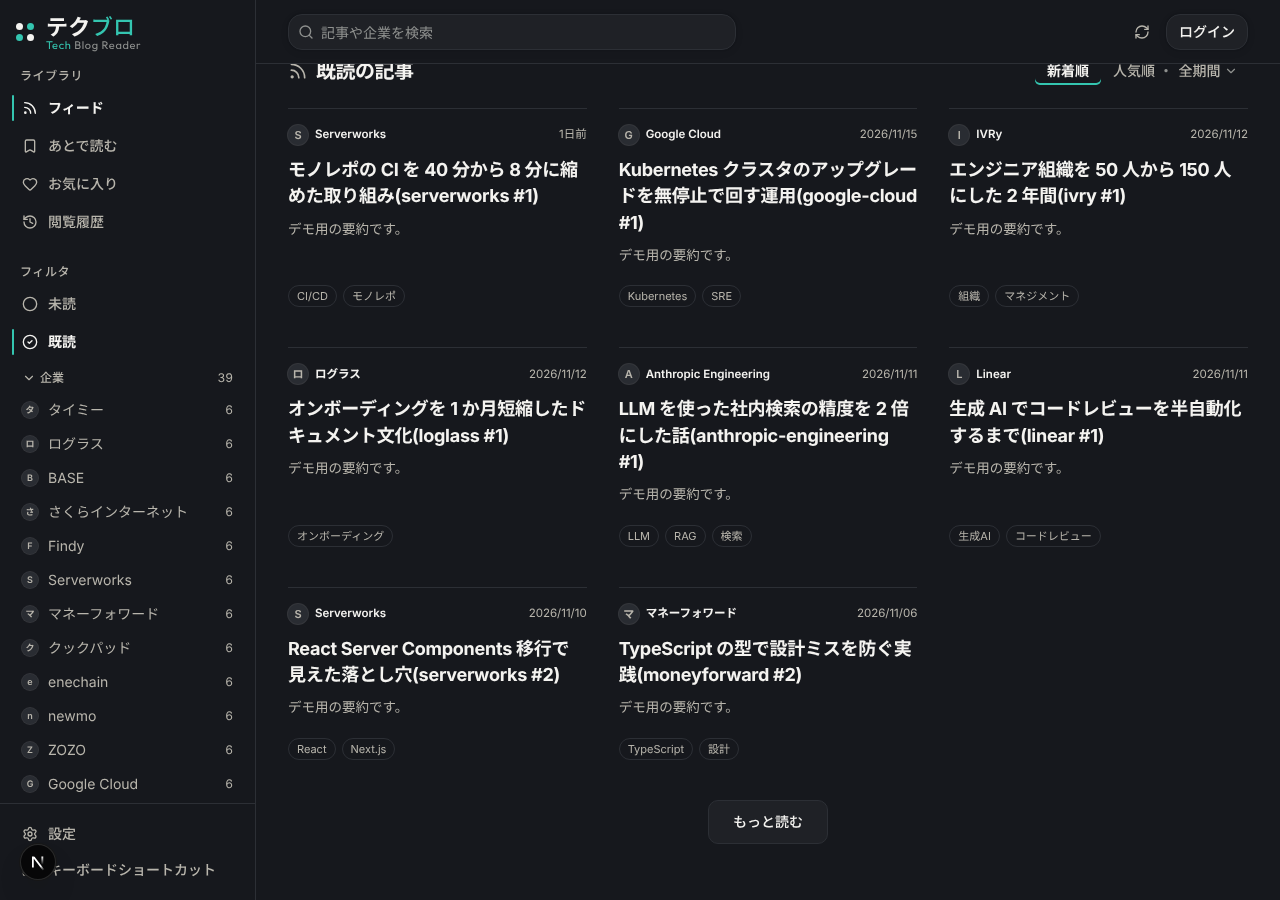 テクブロ
Tech Blog Reader
ライブラリ
フィード
あとで読む
お気に入り
閲覧履歴
フィルタ
未読
既読
企業 39
タ タイミー 6
ロ ログラス 6
B BASE 6
さ さくらインターネット 6
F Findy 6
S Serverworks 6
マ マネーフォワード 6
ク クックパッド 6
e enechain 6
n newmo 6
Z ZOZO 6
G Google Cloud 6
設定
N
キーボードショートカット
記事や企業を検索
ログイン
既読の記事
新着順 人気順 ・ 全期間
S Serverworks 1日前
モノレポの CI を 40 分から 8 分に縮
めた取り組み(serverworks #1)
デモ用の要約です。
CI/CD モノレポ
G Google Cloud 2026/11/15
Kubernetes クラスタのアップグレー
ドを無停止で回す運用(google-cloud
#1)
デモ用の要約です。
Kubernetes SRE
I IVRy 2026/11/12
エンジニア組織を 50 人から 150 人
にした 2 年間(ivry #1)
デモ用の要約です。
組織 マネジメント
ロ ログラス 2026/11/12
オンボーディングを 1 か月短縮したド
キュメント文化(loglass #1)
デモ用の要約です。
オンボーディング
A Anthropic Engineering 2026/11/11
LLM を使った社内検索の精度を 2 倍
にした話(anthropic-engineering
#1)
デモ用の要約です。
LLM RAG 検索
L Linear 2026/11/11
生成 AI でコードレビューを半自動化
するまで(linear #1)
デモ用の要約です。
生成AI コードレビュー
S Serverworks 2026/11/10
React Server Components 移行で
見えた落とし穴(serverworks #2)
デモ用の要約です。
React Next.js
マ マネーフォワード 2026/11/06
TypeScript の型で設計ミスを防ぐ実
践(moneyforward #2)
デモ用の要約です。
TypeScript 設計
もっと読む